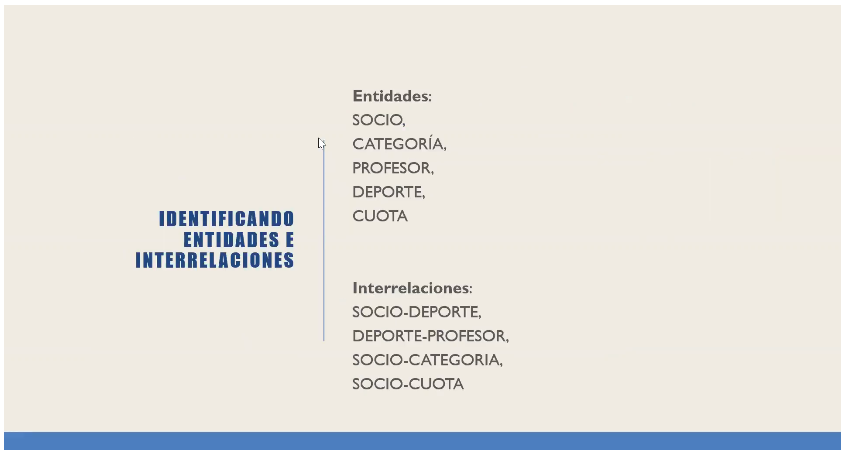 IDENTIFICANDO
ENTIDADES E
INTERRELACIONES
Entidades:
SOCIO,
CATEGORÍA,
PROFESOR,
DEPORTE,
CUOTA
Interrelaciones:
SOCIO-DEPORTE,
DEPORTE-PROFESOR,
SOCIO-CATEGORIA,
SOCIO-CUOTA